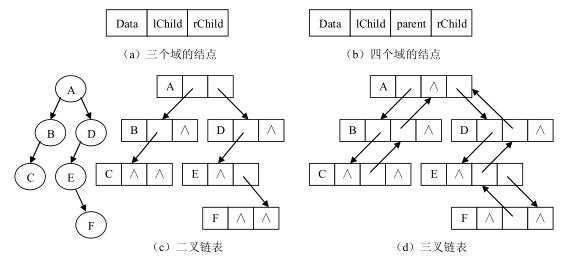 Data lChild rChild
Data lChild parent rChild
（a）三个域的结点
（b）四个域的结点
A
B D
C E
F
A
B ∧ D ∧
C ∧ ∧ E ∧
F ∧ ∧
（c）二叉链表
A ∧
B ∧ D ∧
C ∧ ∧ E ∧
F ∧ ∧
（d）三叉链表